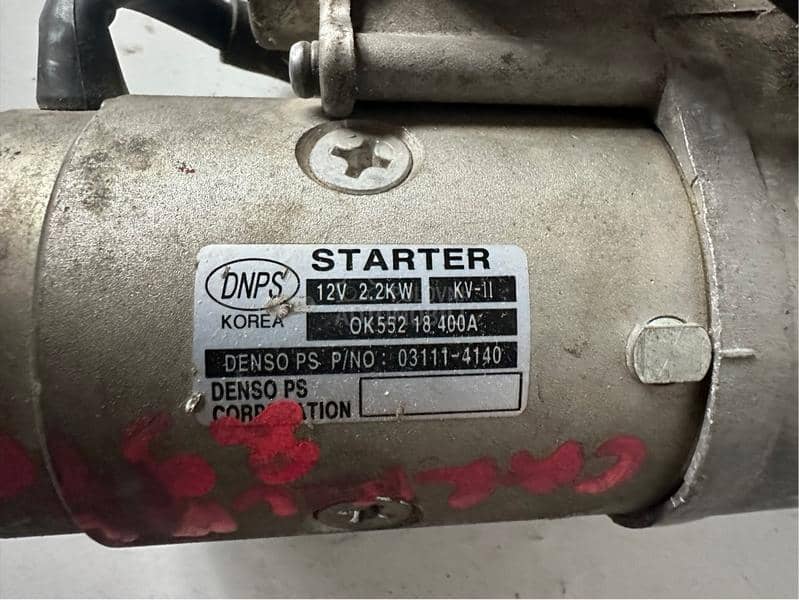 STARTER
DNPS
KOREA
12V 2.2KW KV-II
OK552 18 400A
DENSO PS P/NO : 03111-4140
DENSO PS
CORPORATION